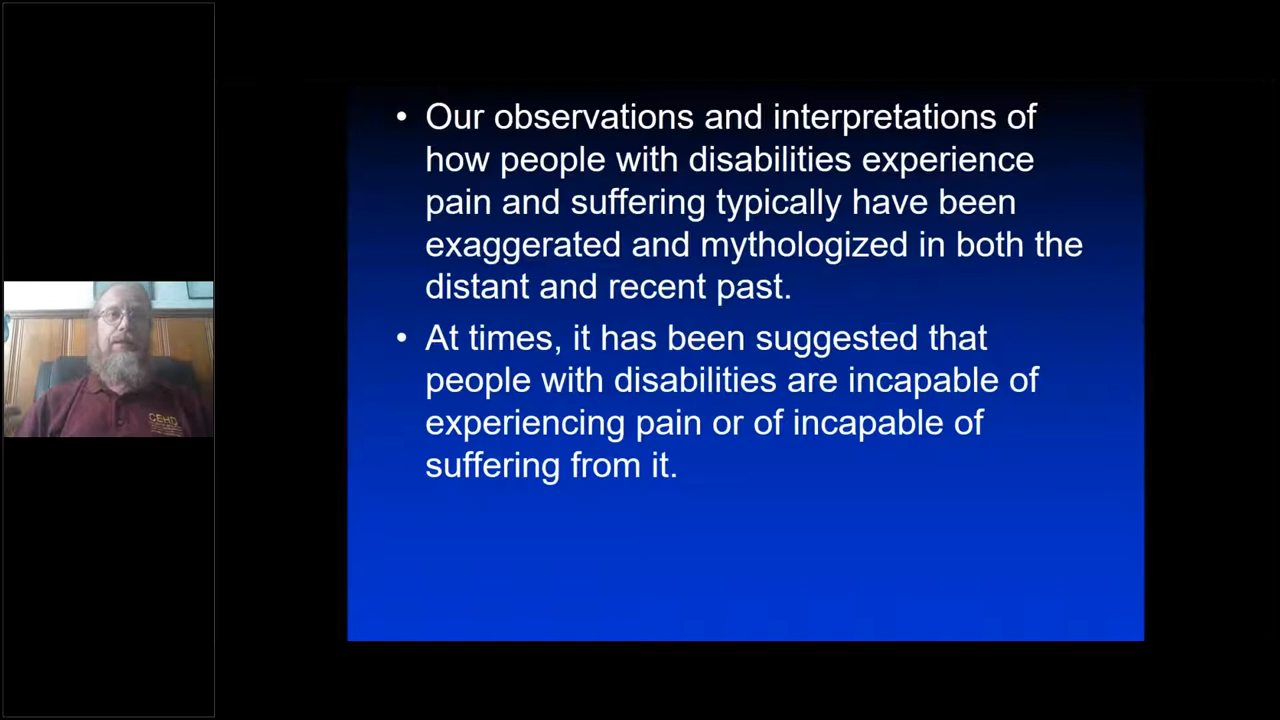 • Our observations and interpretations of
how people with disabilities experience
pain and suffering typically have been
exaggerated and mythologized in both the
distant and recent past.
• At times, it has been suggested that
people with disabilities are incapable of
experiencing pain or of incapable of
suffering from it.
CEHD